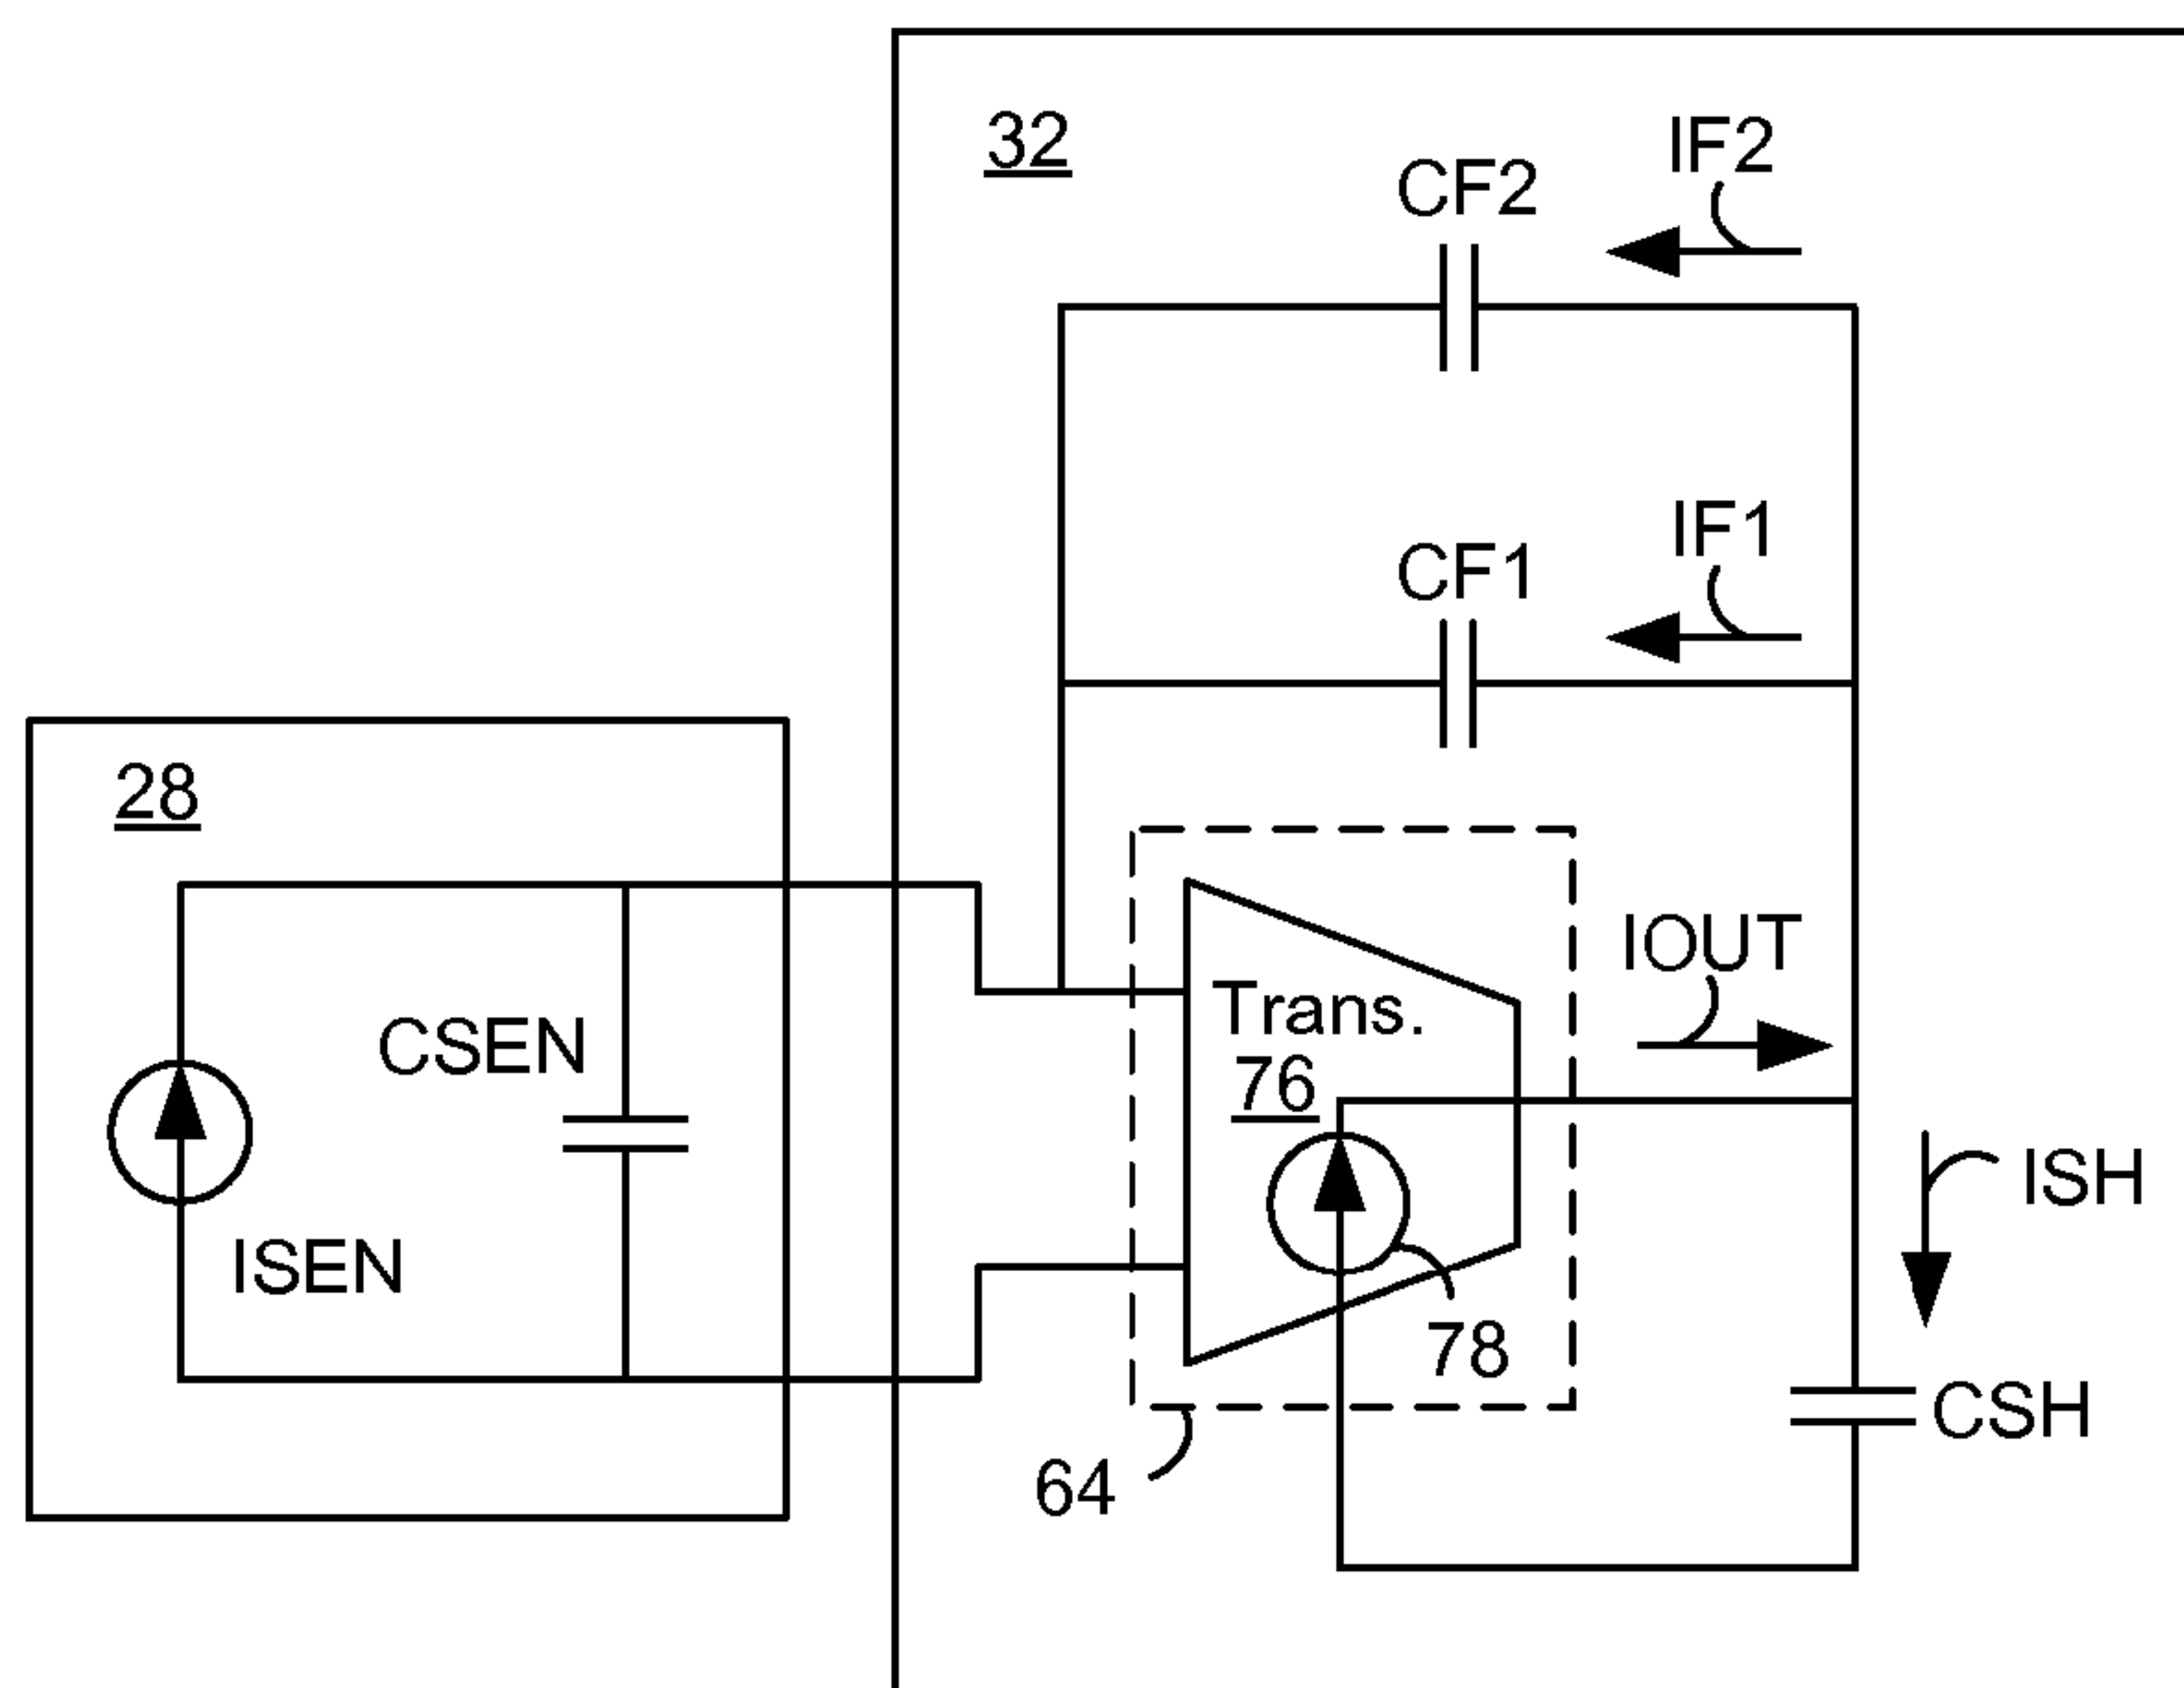 32
IF2
CF2
IF1
CF1
28
IOUT
Trans.
76
CSEN
ISEN
ISH
78
CSH
64